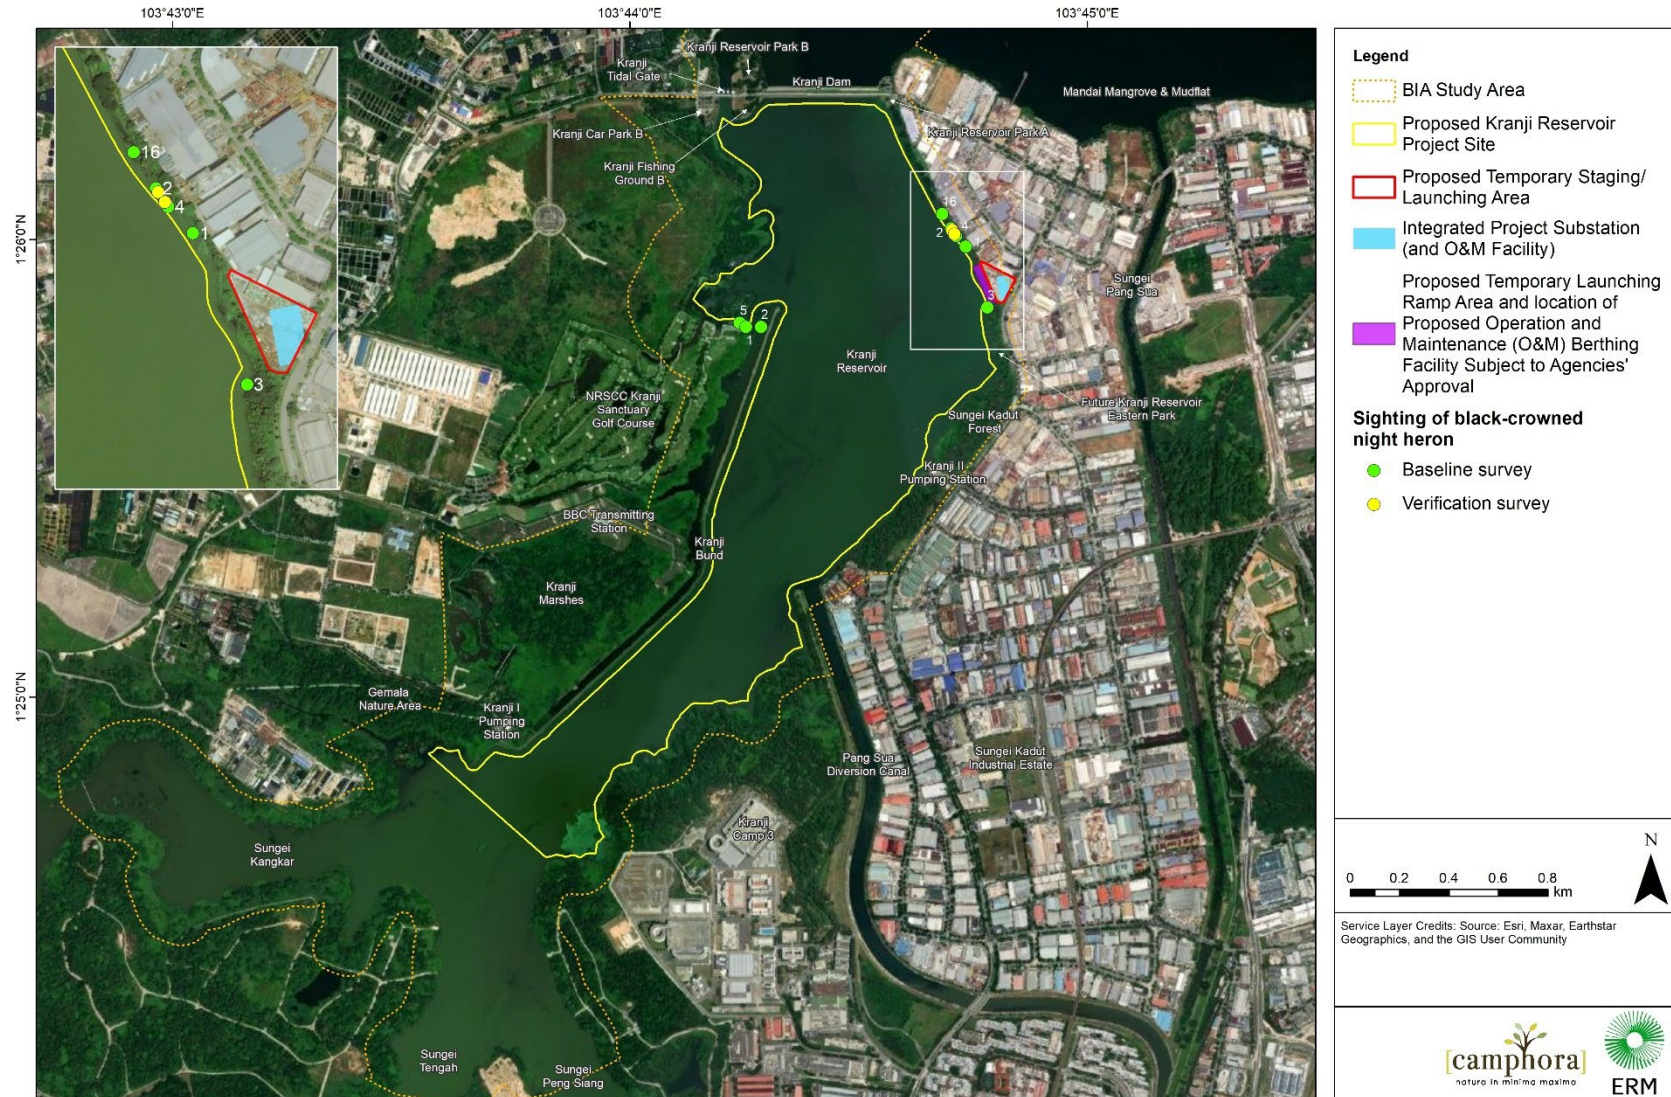 103°43'0"E
103°44'0"E
103°45'0"E
1°26'0"N
1°25'0"N
16
2
4
1
3
Kranji Reservoir Park B
Kranji
Tidal Gate
Kranji Dam
Mandai Mangrove & Mudflat
Kranji Car Park B
Kranji Reservoir Park A
Kranji Fishing
Ground B
16
2
4
3
5
1
2
Sungei
Pang Sua
Kranji
Reservoir
NRSCC Kranji
Sanctuary
Golf Course
Future Kranji Reservoir
Eastern Park
Sungei Kadut
Forest
Kranji II
Pumping Station
BBC Transmitting
Station
Kranji
Bund
Kranji
Marshes
Gemala
Nature Area
Kranji I
Pumping
Station
Pang Sua
Diversion Canal
Sungei Kadut
Industrial Estate
Kranji
Camp 3
Sungei
Kangkar
Sungei
Tengah
Sungei
Peng Siang
Legend
BIA Study Area
Proposed Kranji Reservoir
Project Site
Proposed Temporary Staging/
Launching Area
Integrated Project Substation
(and O&M Facility)
Proposed Temporary Launching
Ramp Area and location of
Proposed Operation and
Maintenance (O&M) Berthing
Facility Subject to Agencies'
Approval
Sighting of black-crowned
night heron
Baseline survey
Verification survey
N
0 0.2 0.4 0.6 0.8
km
Service Layer Credits: Source: Esri, Maxar, Earthstar
Geographics, and the GIS User Community
[camphora]
natura in minima maxima
ERM